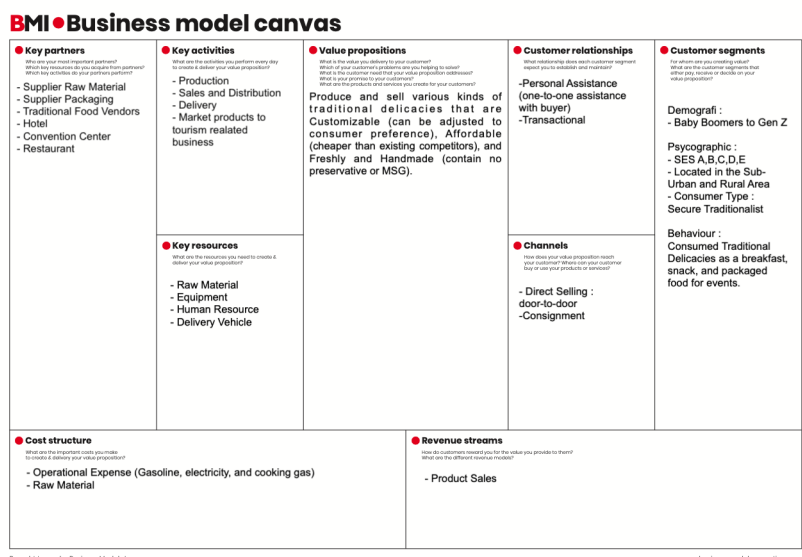 BMI Business model canvas
Key partners
Who are your most important partners?
Which key resources do you acquire from partners?
Which key activities do your partners perform?
- Supplier Raw Material
- Supplier Packaging
- Traditional Food Vendors
- Hotel
- Convention Center
- Restaurant
Key activities
What are the activities you perform every day
to create & deliver your value proposition?
- Production
- Sales and Distribution
- Delivery
- Market products to
tourism realated
business
Key resources
What are the resources you need to create &
deliver your value proposition?
- Raw Material
- Equipment
- Human Resource
- Delivery Vehicle
Value propositions
What is the value you delivery to your customer?
Which of your customer's problems are you helping to solve?
What is the customer need that your value proposition addresses?
What is your promise to your customers?
What are the products and services you create for your customers?
Produce and sell various kinds of
traditional delicacies that are
Customizable (can be adjusted to
consumer preference), Affordable
(cheaper than existing competitors), and
Freshly and Handmade (contain no
preservative or MSG).
Customer relationships
What relationship does each customer segment
expect you to establish and maintain?
-Personal Assistance
(one-to-one assistance
with buyer)
-Transactional
Channels
How does your value proposition reach
your customer? Where can your customer
buy or use your products or services?
- Direct Selling :
door-to-door
-Consignment
Customer segments
For whom are you creating value?
What are the customer segments that
either pay, receive or decide on your
value proposition?
Demografi :
- Baby Boomers to Gen Z
Psycographic :
- SES A,B,C,D,E
- Located in the Sub-
Urban and Rural Area
- Consumer Type :
Secure Traditionalist
Behaviour :
Consumed Traditional
Delicacies as a breakfast,
snack, and packaged
food for events.
Cost structure
What are the important costs you make
to create & delivery your value proposition?
- Operational Expense (Gasoline, electricity, and cooking gas)
- Raw Material
Revenue streams
How do customers reward you for the value you provide to them?
What are the different revenue models?
- Product Sales